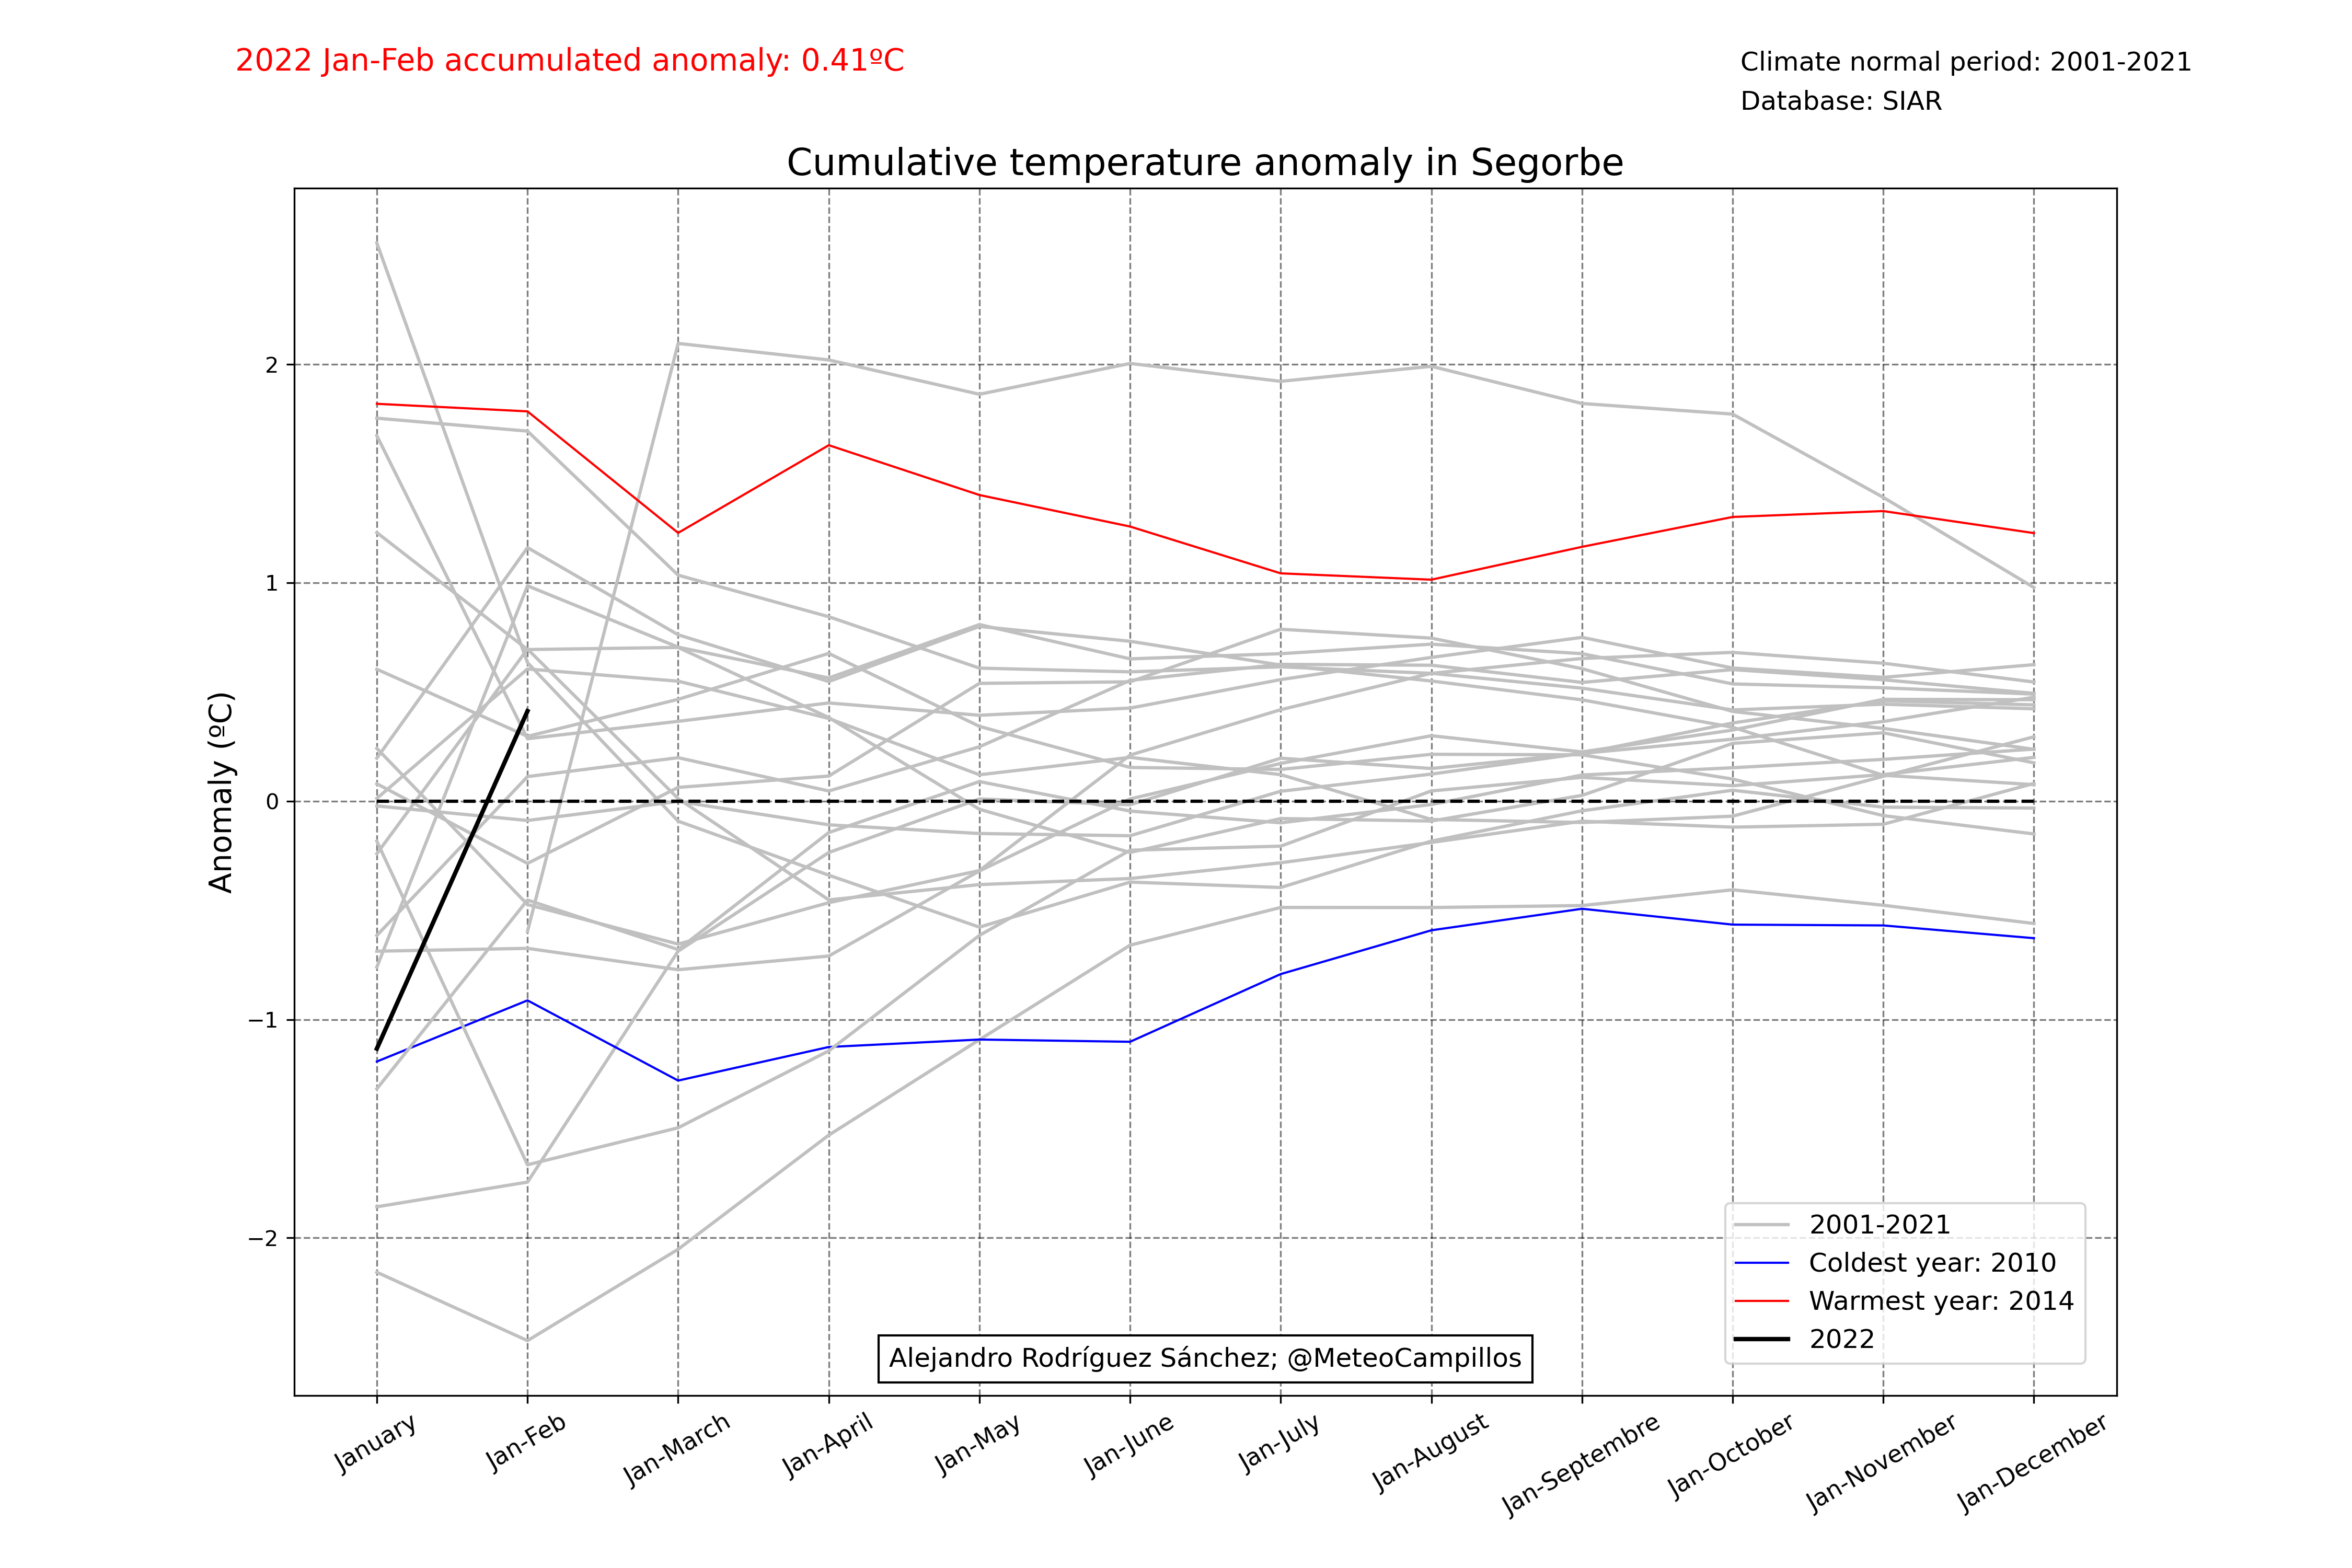 2022 Jan-Feb accumulated anomaly: 0.41ºC
Climate normal period: 2001-2021
Database: SIAR
Cumulative temperature anomaly in Segorbe
Anomaly (ºC)
2
1
0
−1
−2
2001-2021
Coldest year: 2010
Warmest year: 2014
2022
Alejandro Rodríguez Sánchez; @MeteoCampillos
January
Jan-Feb
Jan-March
Jan-April
Jan-May
Jan-June
Jan-July
Jan-August
Jan-Septembre
Jan-October
Jan-November
Jan-December